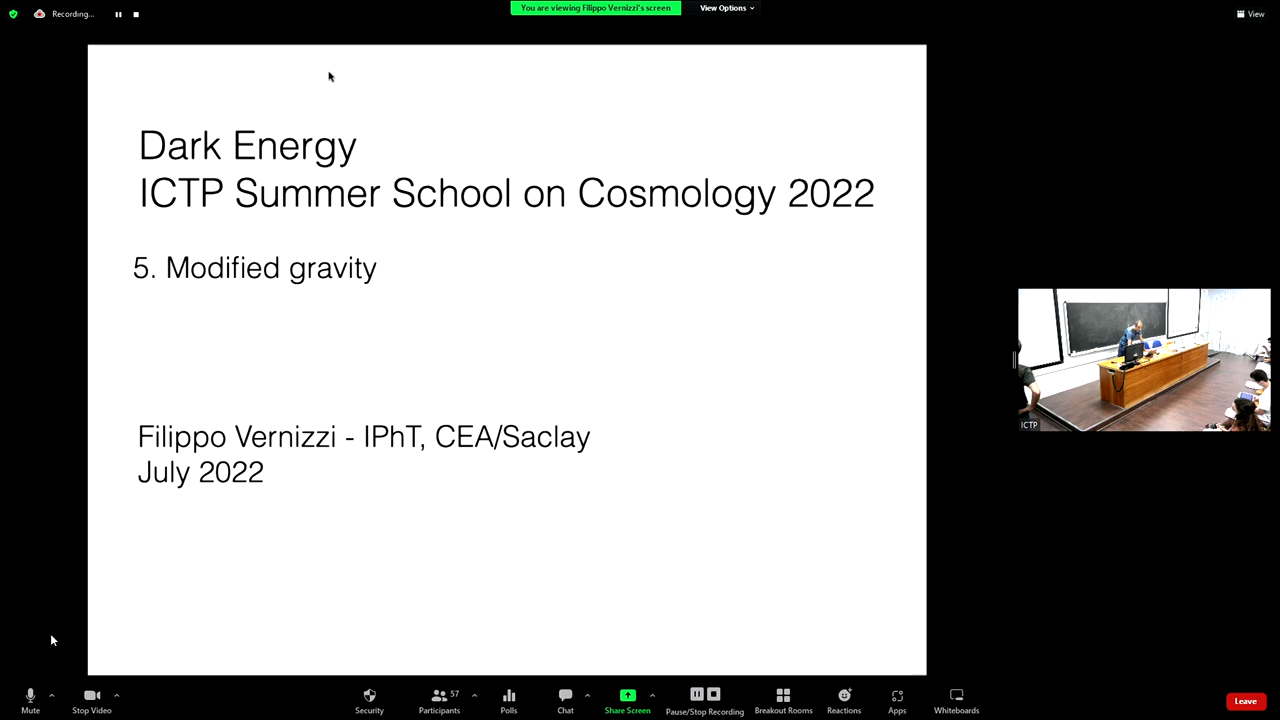 Recording...
You are viewing Filippo Vernizzi's screen
View Options
View
Dark Energy
ICTP Summer School on Cosmology 2022
5. Modified gravity
Filippo Vernizzi - IPhT, CEA/Saclay
July 2022
ICTP
Mute
Stop Video
Security
Participants
57
Polls
Chat
Share Screen
Pause/Stop Recording
Breakout Rooms
Reactions
Apps
Whiteboards
Leave